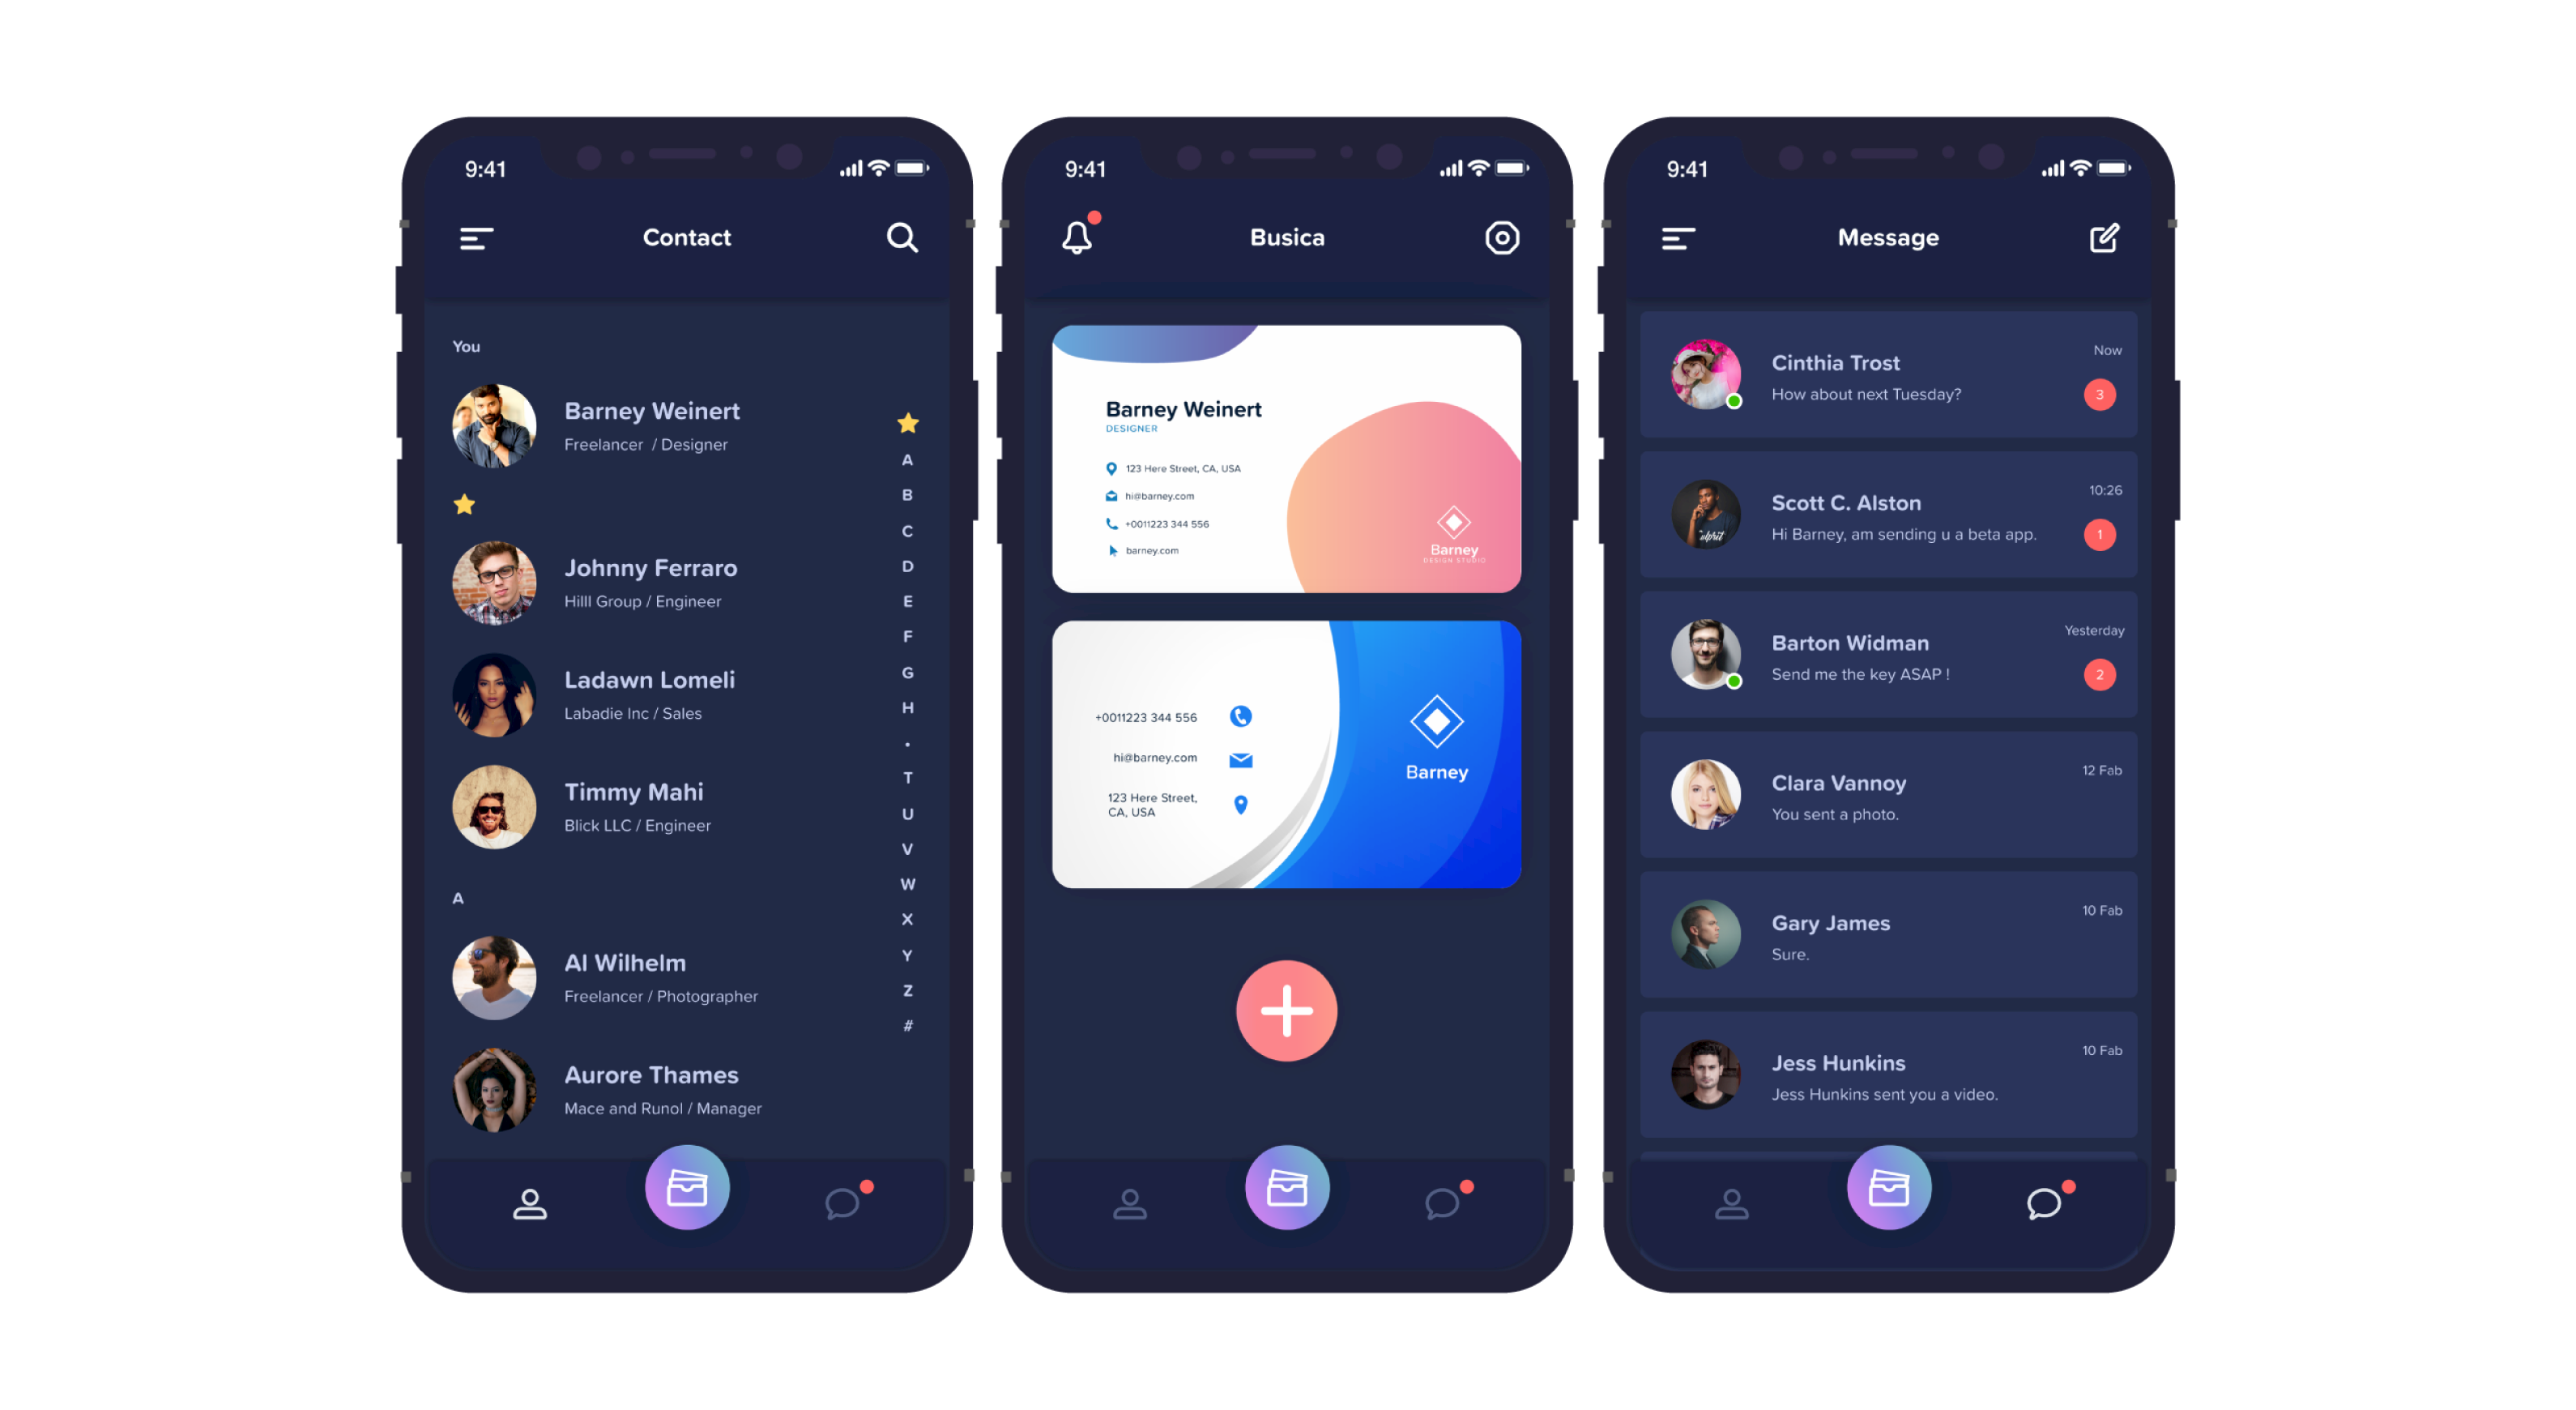 9:41
Contact
You
Barney Weinert
Freelancer / Designer
Johnny Ferraro
Hilll Group / Engineer
Ladawn Lomeli
Labadie Inc / Sales
Timmy Mahi
Blick LLC / Engineer
A
Al Wilhelm
Freelancer / Photographer
Aurore Thames
Mace and Runol / Manager
A
B
C
D
E
F
G
H
.
T
U
V
W
X
Y
Z
#
9:41
Busica
Barney Weinert
DESIGNER
123 Here Street, CA, USA
hi@barney.com
+0011223 344 556
barney.com
Barney
DESIGN STUDIO
+0011223 344 556
hi@barney.com
123 Here Street,
CA, USA
Barney
9:41
Message
Cinthia Trost
How about next Tuesday?
Now
3
Scott C. Alston
Hi Barney, am sending u a beta app.
10:26
1
Barton Widman
Send me the key ASAP !
Yesterday
2
Clara Vannoy
You sent a photo.
12 Fab
Gary James
Sure.
10 Fab
Jess Hunkins
Jess Hunkins sent you a video.
10 Fab